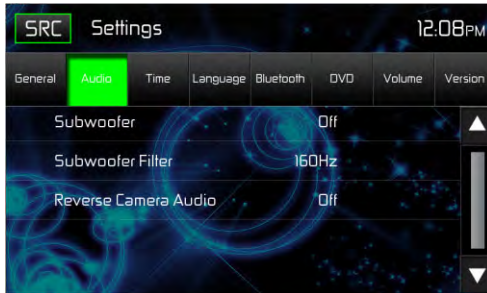 SRC Settings 12:08PM
General Audio Time Language Bluetooth DVD Volume Version
Subwoofer Off
Subwoofer Filter 160Hz
Reverse Camera Audio Off